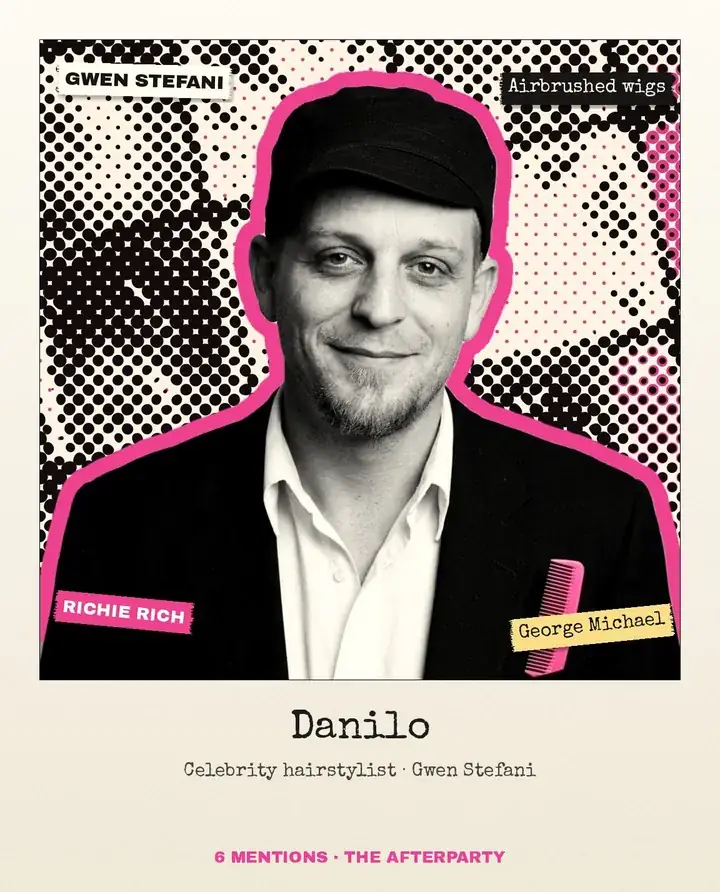 GWEN STEFANI
Airbrushed wigs
RICHIE RICH
George Michael
Danilo
Celebrity hairstylist · Gwen Stefani
6 MENTIONS · THE AFTERPARTY